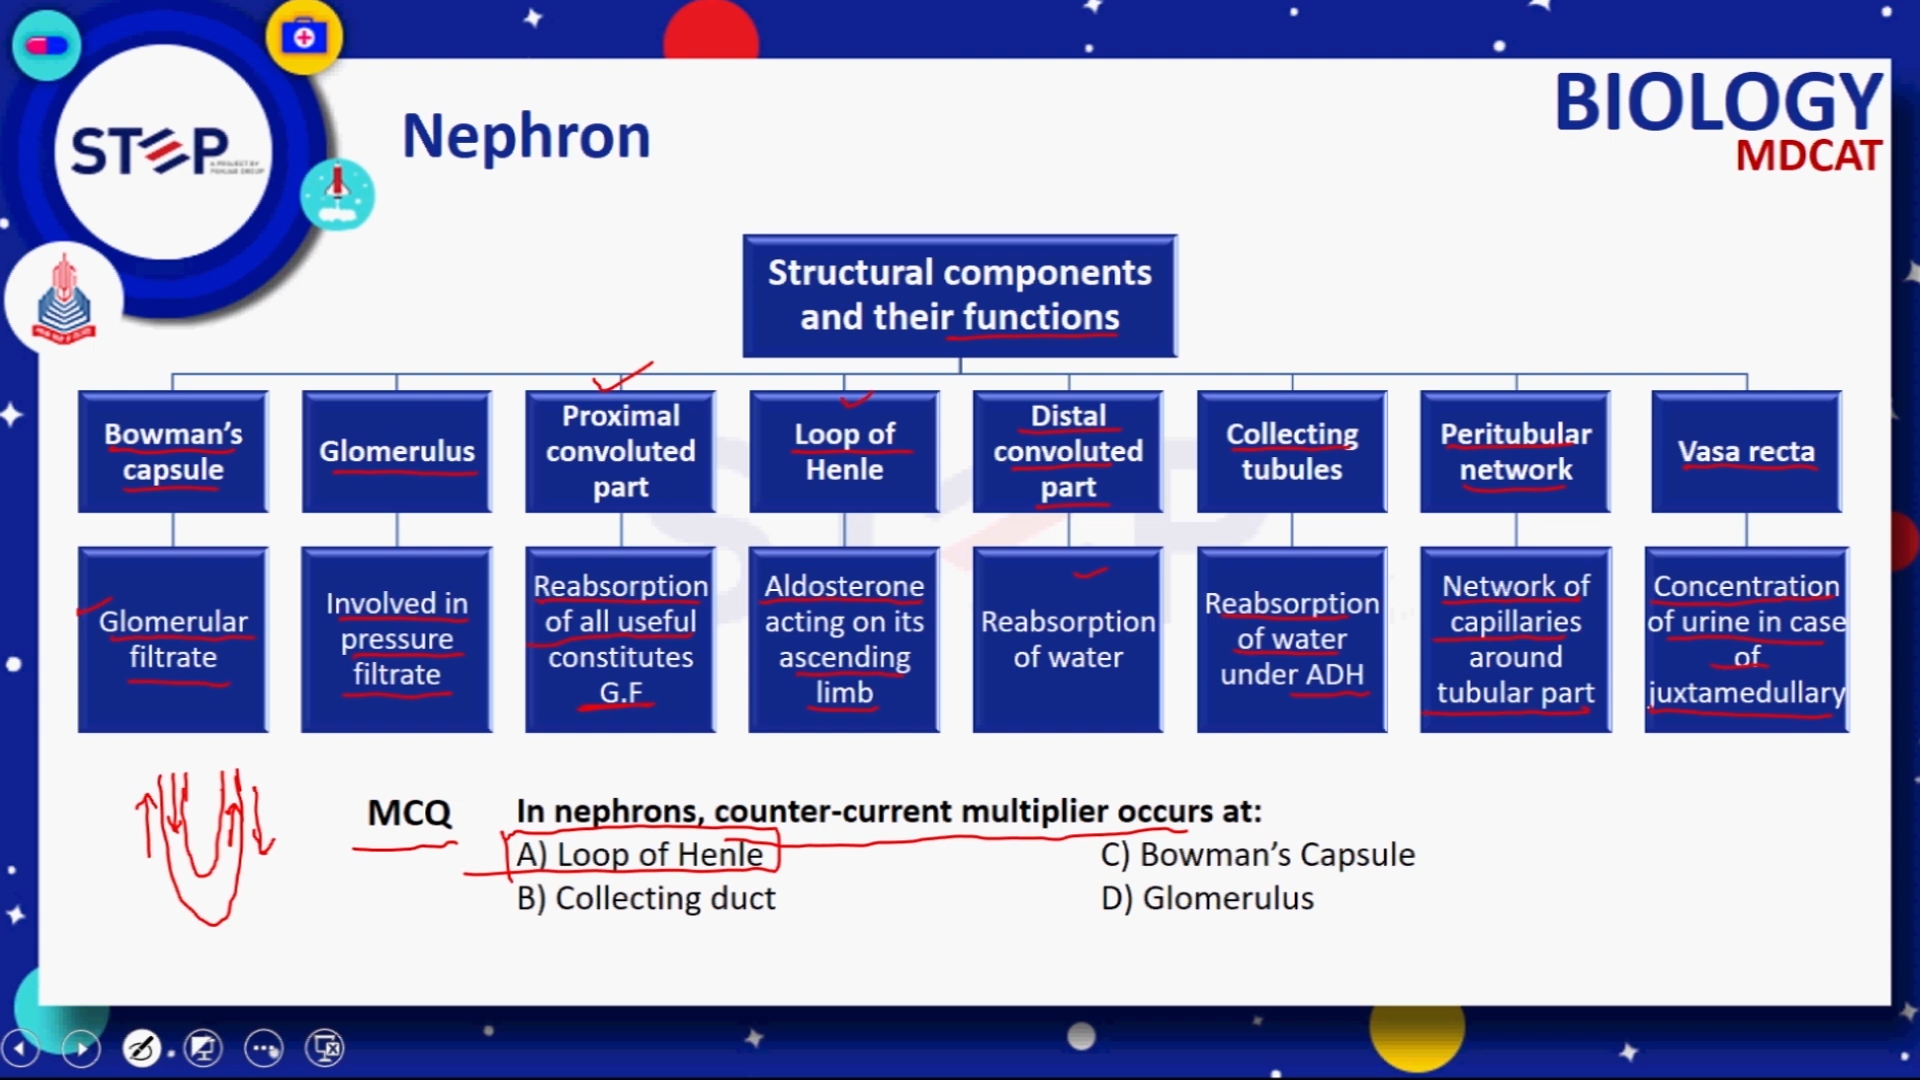 STEP
A PROJECT BY
PUNJAB GROUP
Nephron
BIOLOGY
MDCAT
Structural components
and their functions
Bowman’s
capsule
Glomerulus
Proximal
convoluted
part
Loop of
Henle
Distal
convoluted
part
Collecting
tubules
Peritubular
network
Vasa recta
Glomerular
filtrate
Involved in
pressure
filtrate
Reabsorption
of all useful
constitutes
G.F
Aldosterone
acting on its
ascending
limb
Reabsorption
of water
Reabsorption
of water
under ADH
Network of
capillaries
around
tubular part
Concentration
of urine in case
of
juxtamedullary
MCQ
In nephrons, counter-current multiplier occurs at:
A) Loop of Henle
C) Bowman’s Capsule
B) Collecting duct
D) Glomerulus